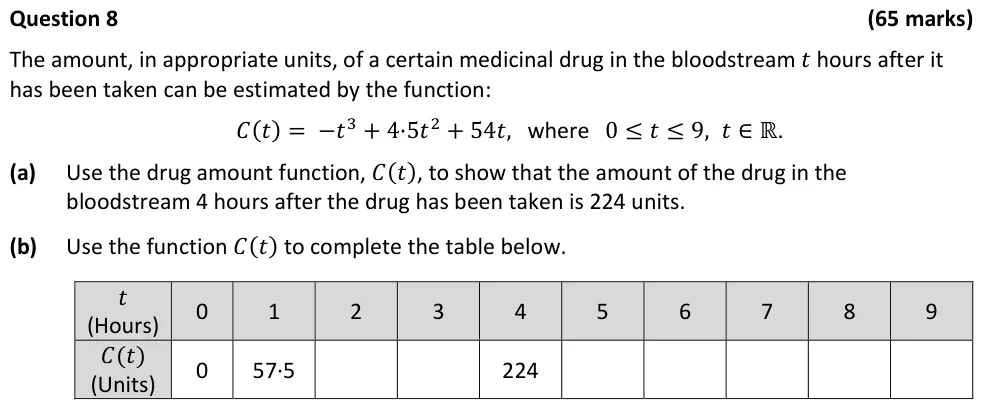 Question 8 (65 marks)
The amount, in appropriate units, of a certain medicinal drug in the bloodstream t hours after it
has been taken can be estimated by the function:
C(t) = −t³ + 4·5t² + 54t, where 0 ≤ t ≤ 9, t ∈ ℝ.
(a) Use the drug amount function, C(t), to show that the amount of the drug in the
bloodstream 4 hours after the drug has been taken is 224 units.
(b) Use the function C(t) to complete the table below.
t
(Hours) 0 1 2 3 4 5 6 7 8 9
C(t)
(Units) 0 57·5 224